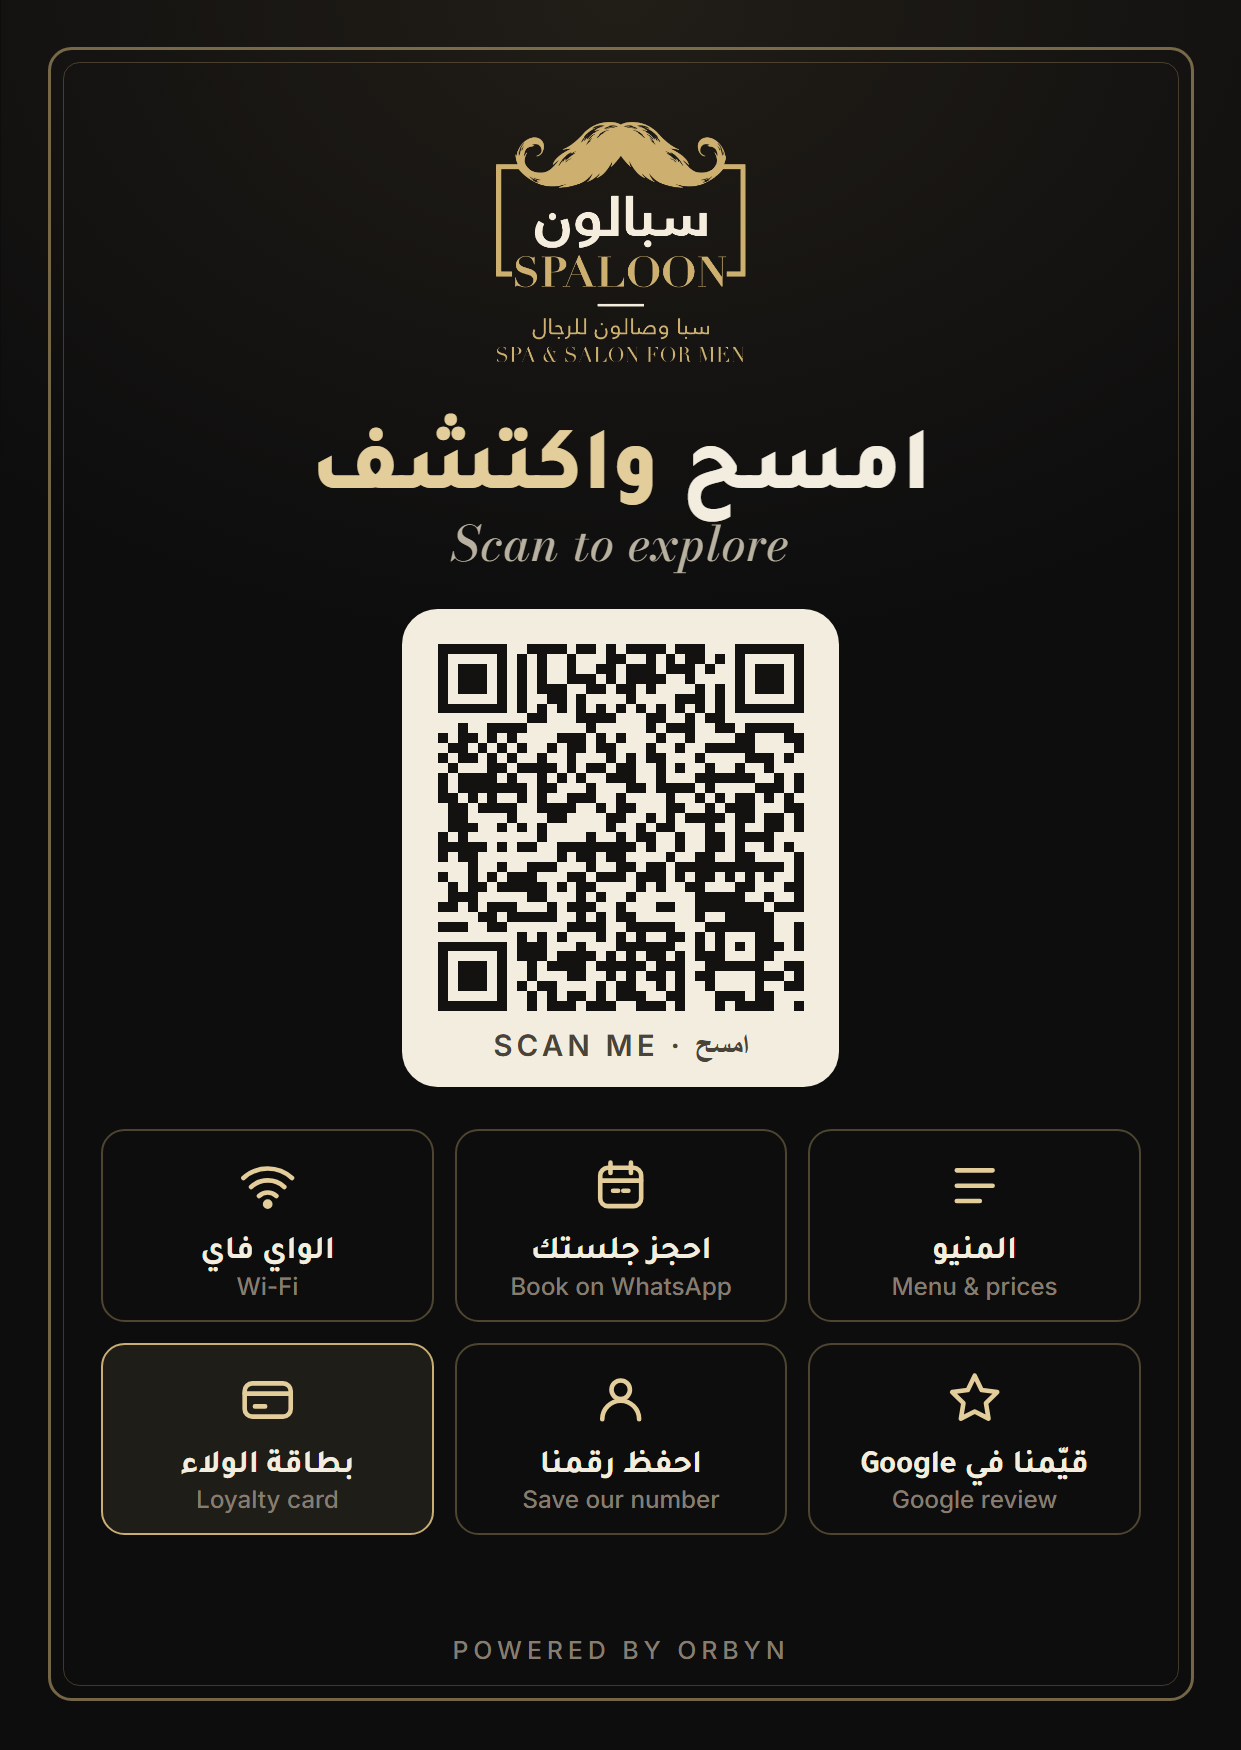 سبالون
SPALOON
سبا وصالون للرجال
SPA & SALON FOR MEN
امسح واكتشف
Scan to explore
SCAN ME · امسح
المنيو
Menu & prices
احجز جلستك
Book on WhatsApp
الواي فاي
Wi-Fi
قيّمنا في Google
Google review
احفظ رقمنا
Save our number
بطاقة الولاء
Loyalty card
POWERED BY ORBYN